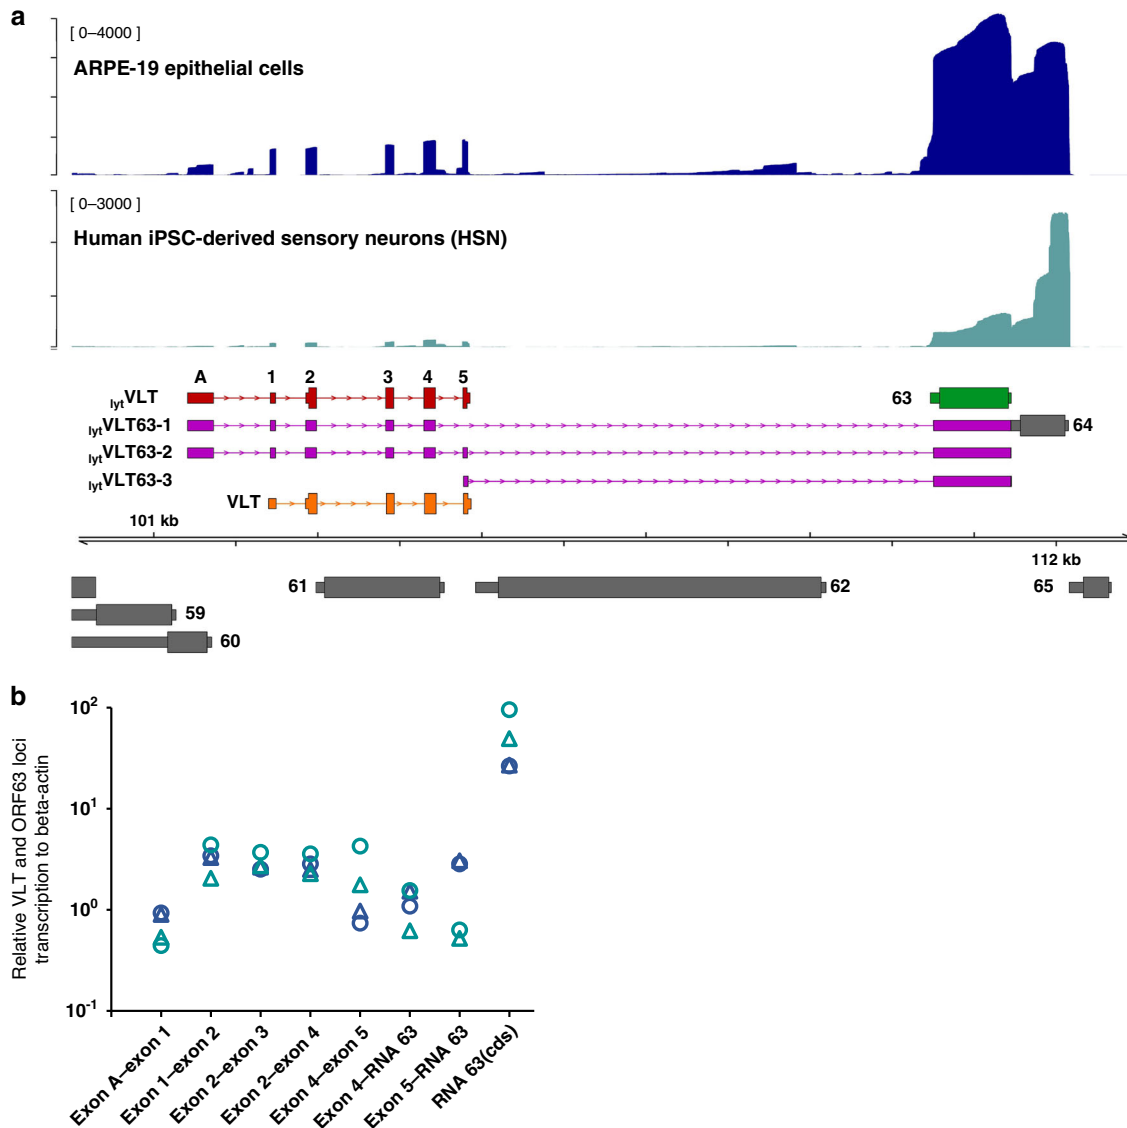 a
[ 0–4000 ]
ARPE-19 epithelial cells
[ 0–3000 ]
Human iPSC-derived sensory neurons (HSN)
A 1 2 3 4 5
lytVLT 63
lytVLT63-1 64
lytVLT63-2
lytVLT63-3
VLT
101 kb
112 kb
61 62 65
59
60
b
Relative VLT and ORF63 loci
transcription to beta-actin
10²
10¹
10⁰
10⁻¹
Exon A–exon 1
Exon 1–exon 2
Exon 2–exon 3
Exon 2–exon 4
Exon 4–exon 5
Exon 4–RNA 63
Exon 5–RNA 63
RNA 63(cds)